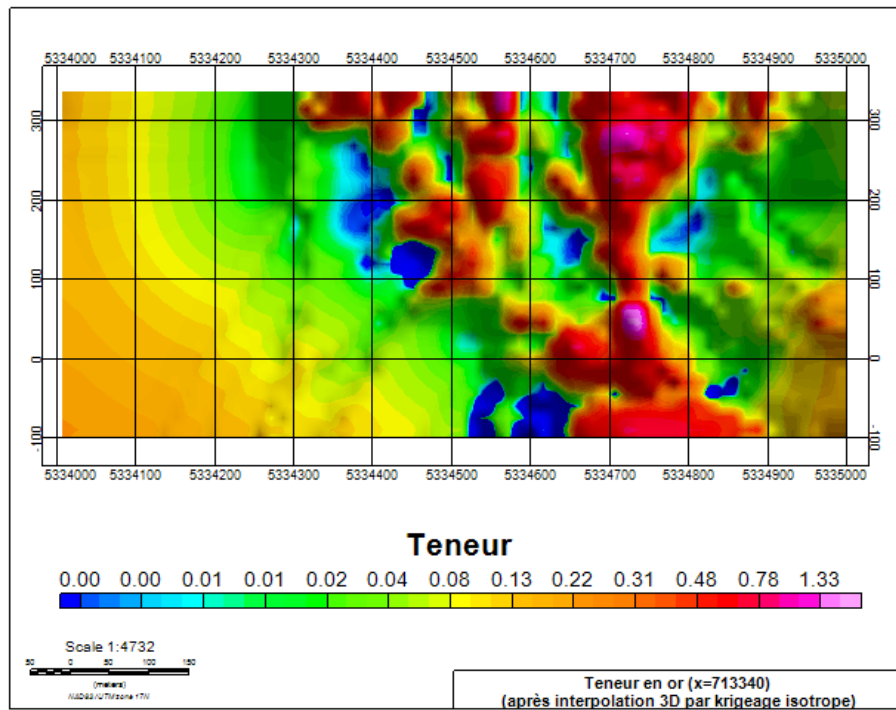 5334000 5334100 5334200 5334300 5334400 5334500 5334600 5334700 5334800 5334900 5335000
300 300
200 200
100 100
0 0
-100 -100
5334000 5334100 5334200 5334300 5334400 5334500 5334600 5334700 5334800 5334900 5335000
Teneur
0.00 0.00 0.01 0.01 0.02 0.04 0.08 0.13 0.22 0.31 0.48 0.78 1.33
Scale 1:4732
50 0 50 100 150
(meters)
NAD83 / UTM zone 17N
Teneur en or (x=713340)
(après interpolation 3D par krigeage isotrope)